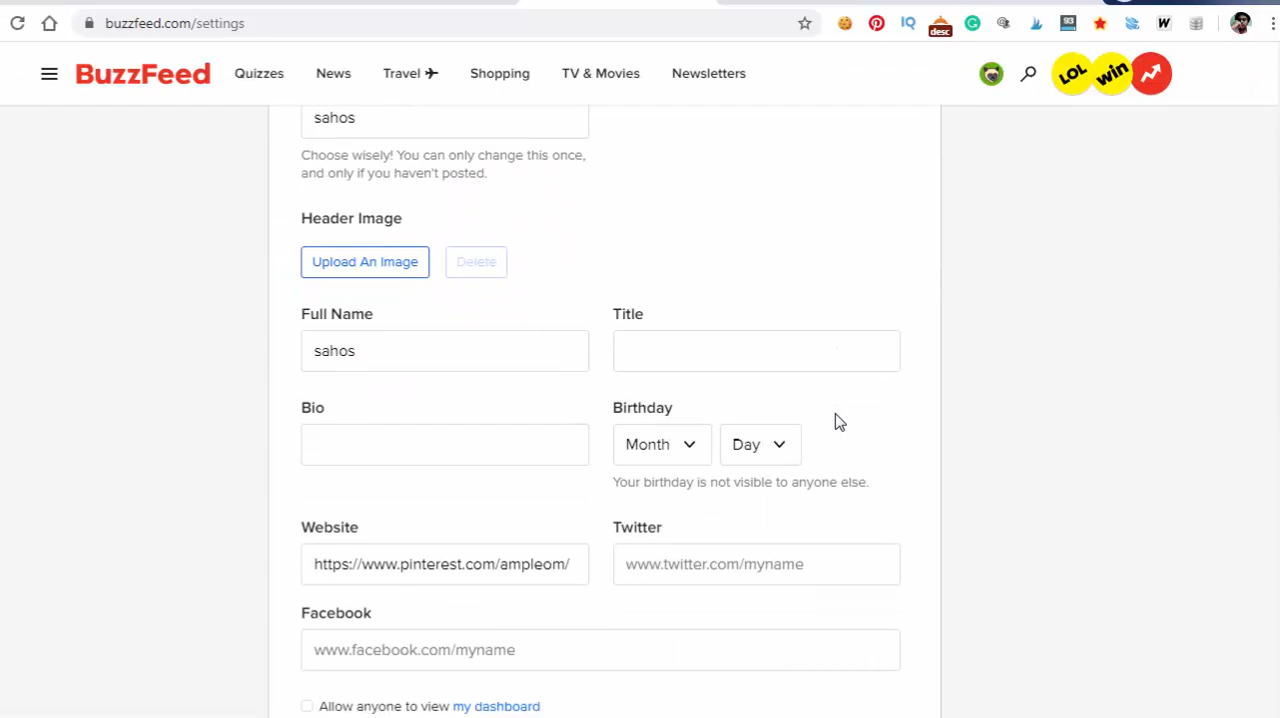 buzzfeed.com/settings
IQ
desc
93
W
BuzzFeed
Quizzes
News
Travel
Shopping
TV & Movies
Newsletters
LOL
win
sahos
Choose wisely! You can only change this once,
and only if you haven't posted.
Header Image
Upload An Image
Delete
Full Name
Title
sahos
Bio
Birthday
Month
Day
Your birthday is not visible to anyone else.
Website
Twitter
https://www.pinterest.com/ampleom/
www.twitter.com/myname
Facebook
www.facebook.com/myname
Allow anyone to view my dashboard